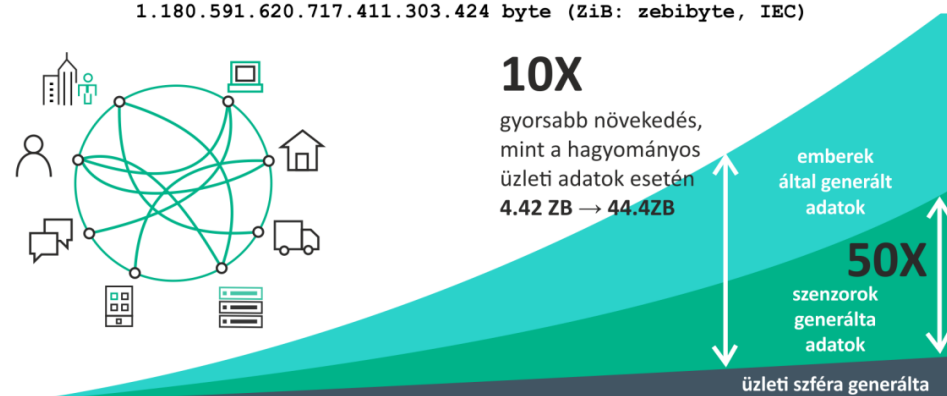 1.180.591.620.717.411.303.424 byte (ZiB: zebibyte, IEC)
10X
gyorsabb növekedés,
mint a hagyományos
üzleti adatok esetén
4.42 ZB → 44.4ZB
emberek
által generált
adatok
50X
szenzorok
generálta
adatok
üzleti szféra generálta